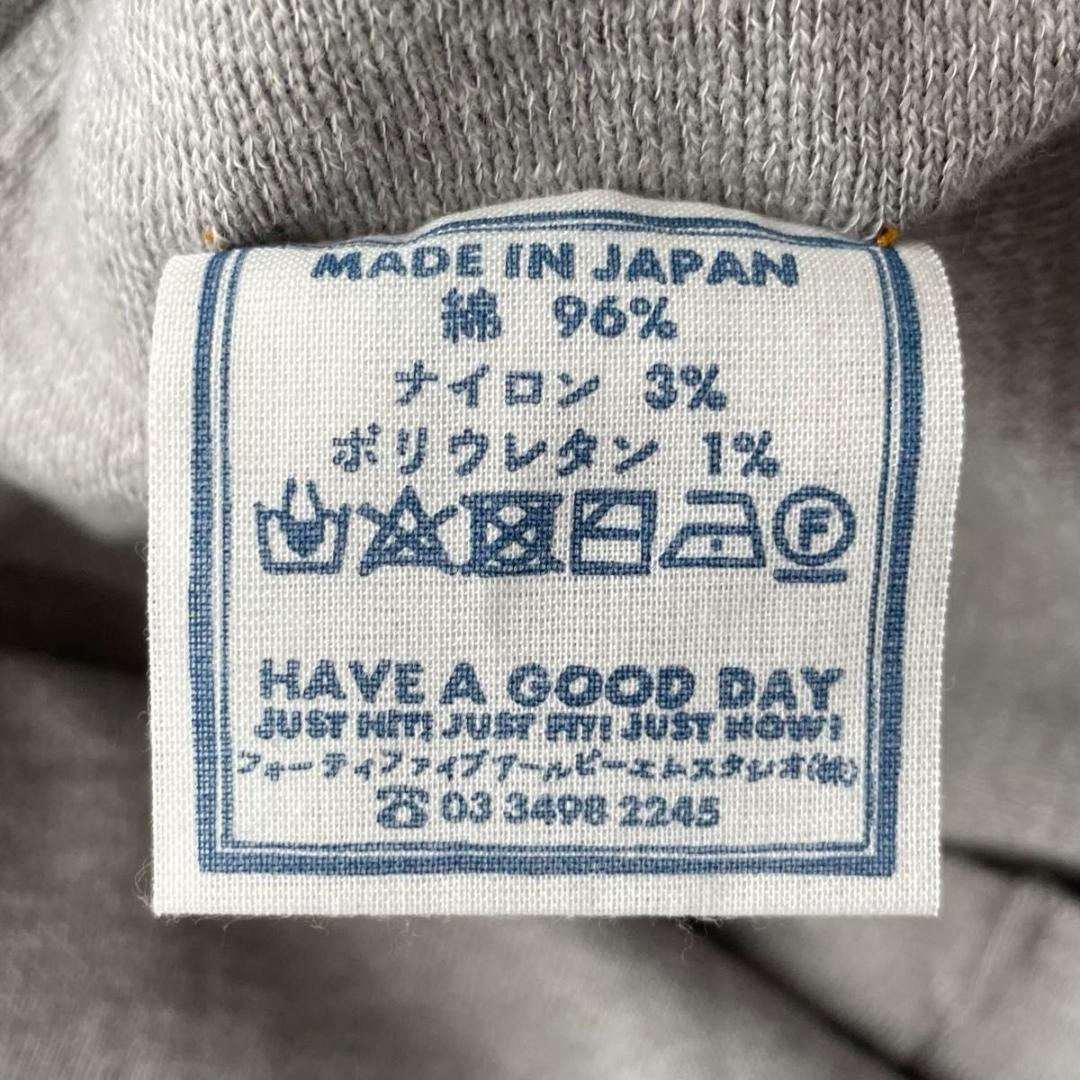 MADE IN JAPAN
綿 96%
ナイロン 3%
ポリウレタン 1%
F
HAVE A GOOD DAY
JUST HIT! JUST FIT! JUST NOW!
フォーティファイブアールピーエムスタジオ(株)
☎ 03 3498 2245